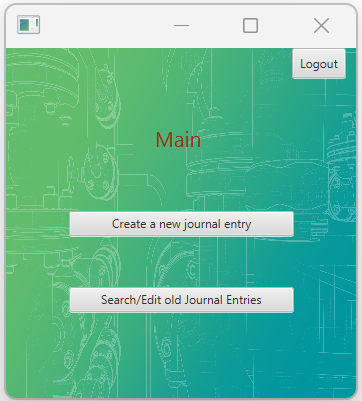 Logout
Main
Create a new journal entry
Search/Edit old Journal Entries